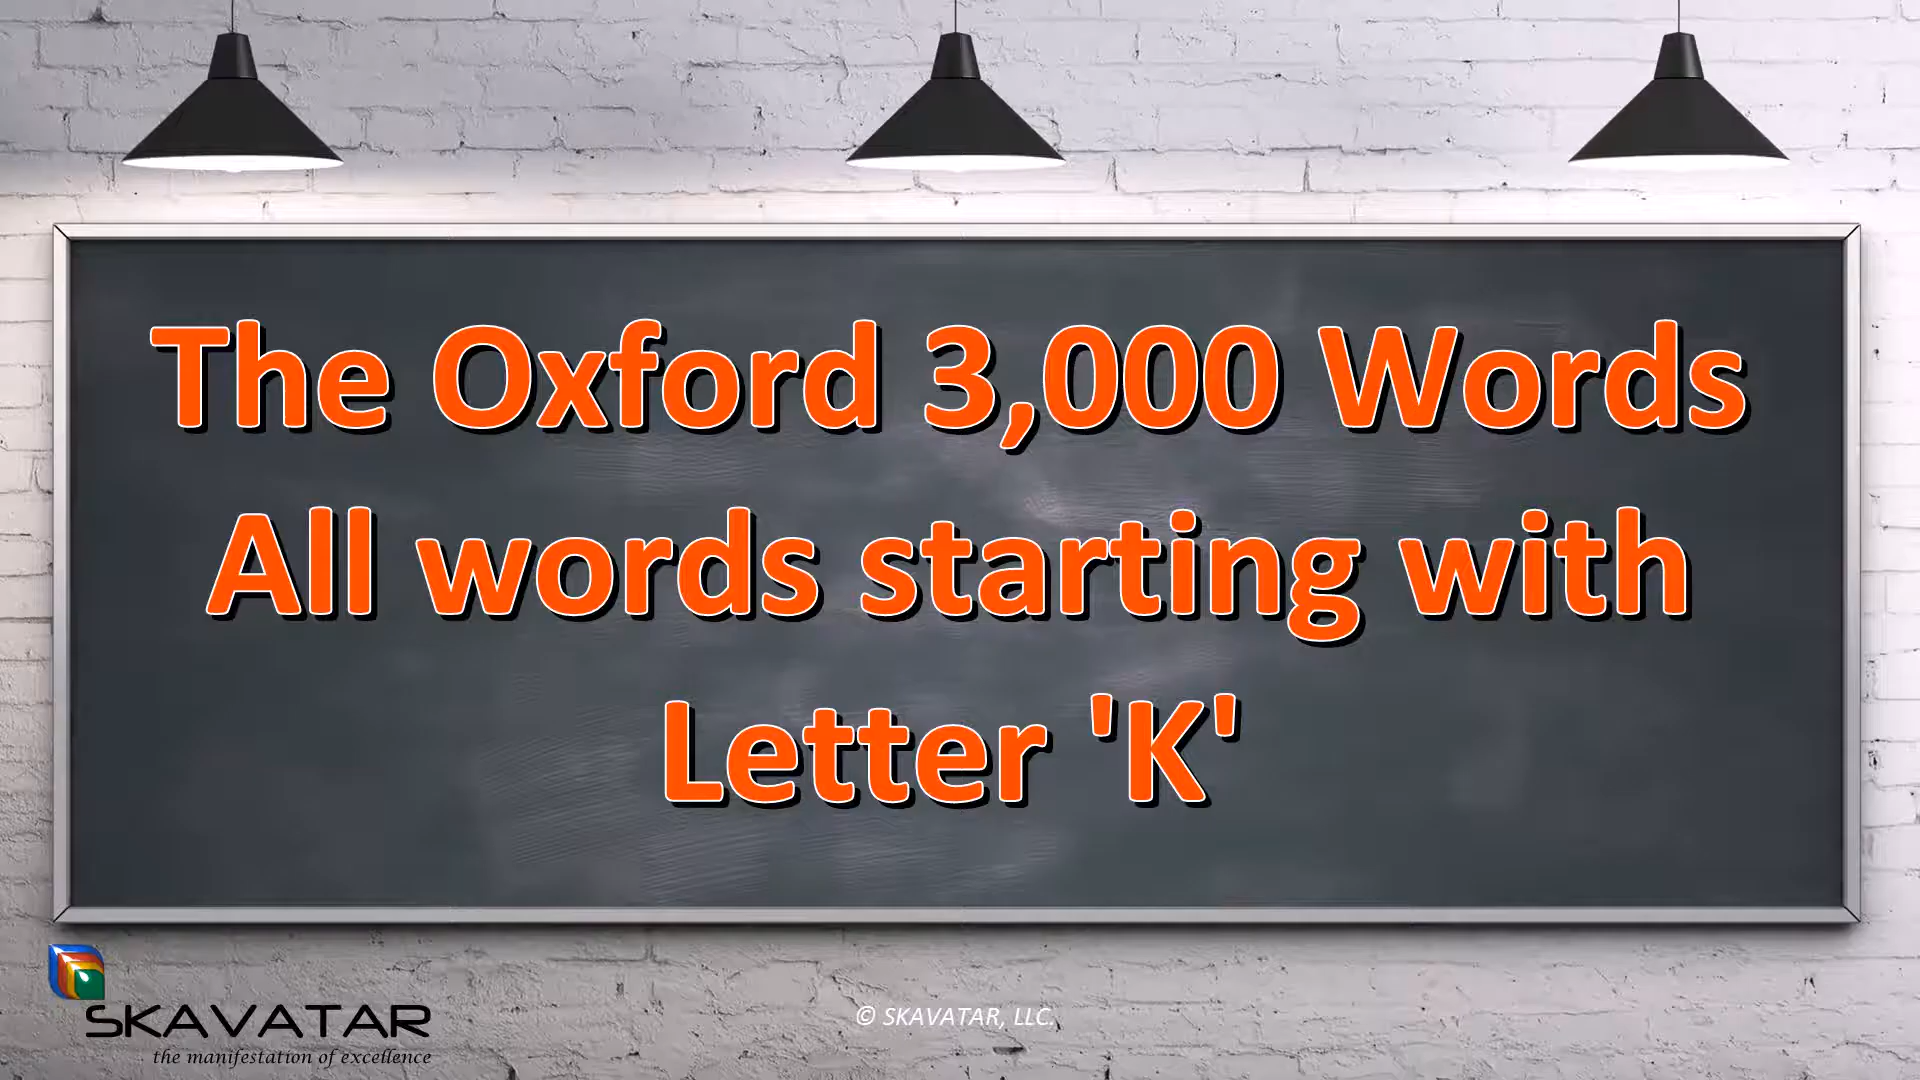 The Oxford 3,000 Words
All words starting with
Letter 'K'
SKAVATAR
the manifestation of excellence
© SKAVATAR, LLC.